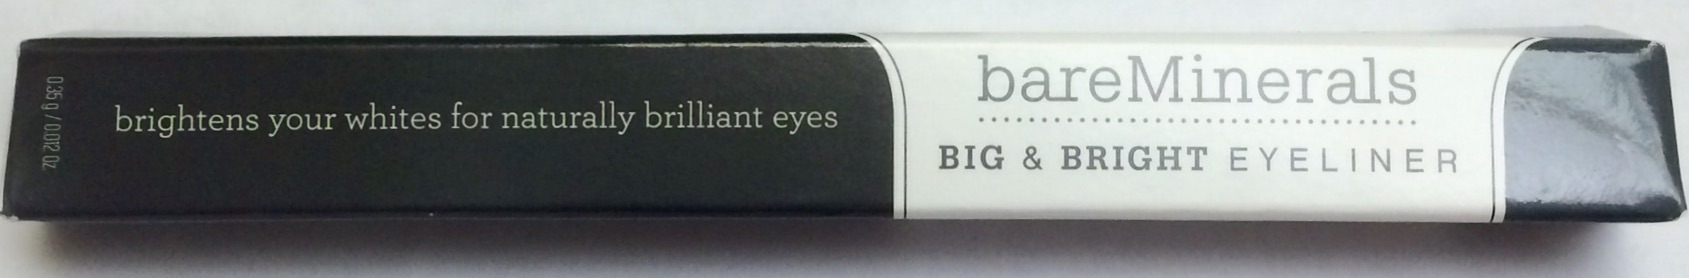 0.35 g / 0.012 Oz.
brightens your whites for naturally brilliant eyes
bareMinerals
BIG & BRIGHT EYELINER